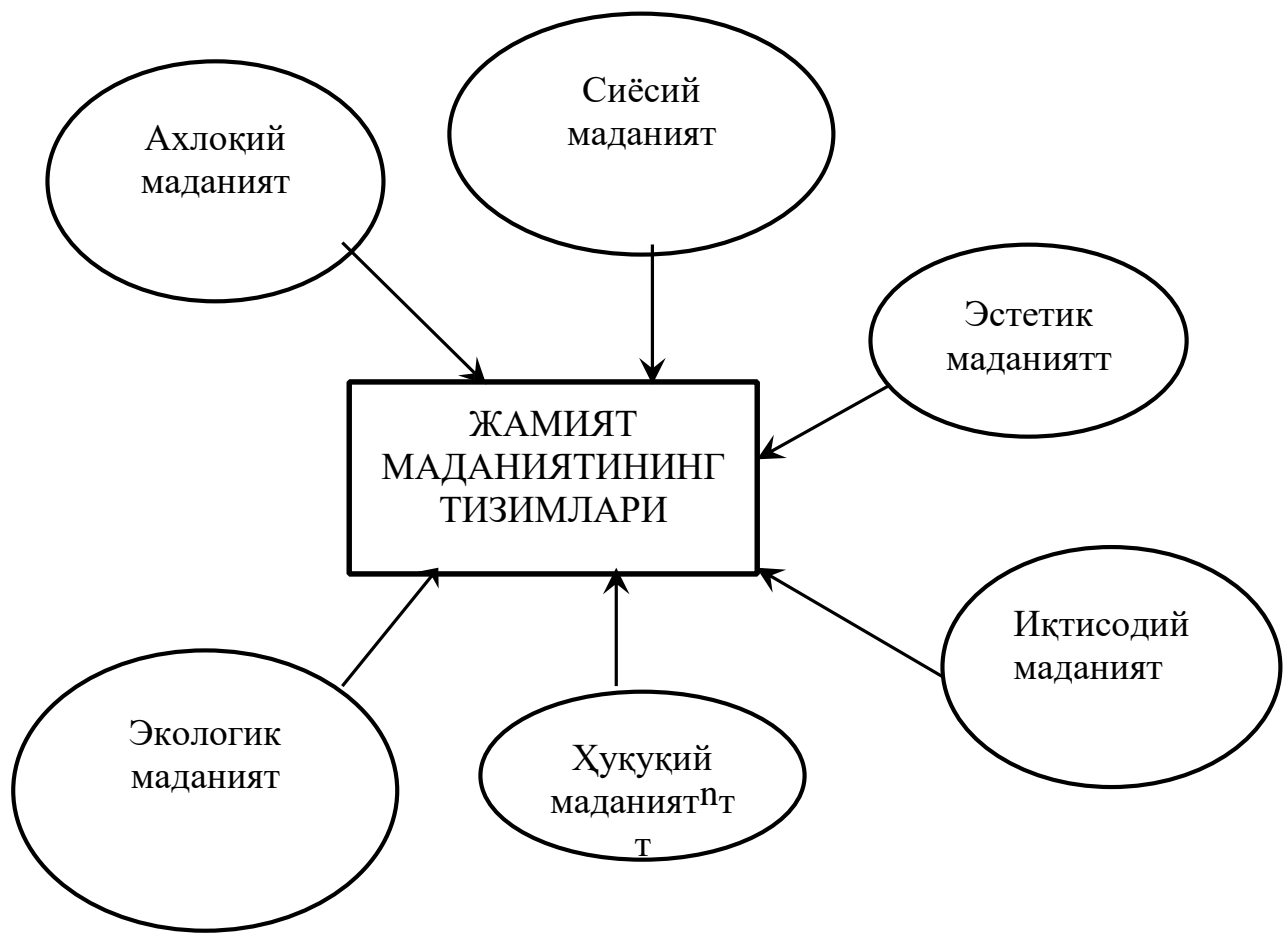 Сиёсий
маданият
Ахлоқий
маданият
Эстетик
маданиятт
ЖАМИЯТ
МАДАНИЯТИНИНГ
ТИЗИМЛАРИ
Иқтисодий
маданият
Экологик
маданият
Ҳуқуқий
маданиятⁿт
т